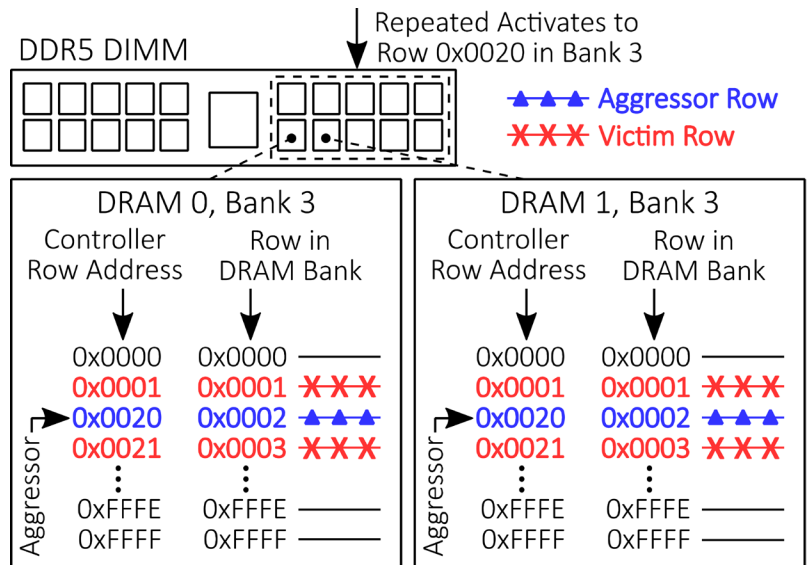 Repeated Activates to
Row 0x0020 in Bank 3
DDR5 DIMM
Aggressor Row
Victim Row
DRAM 0, Bank 3
Controller
Row Address
Row in
DRAM Bank
0x0000 0x0000
0x0001 0x0001
0x0020 0x0002
0x0021 0x0003
0xFFFE 0xFFFE
0xFFFF 0xFFFF
Aggressor
DRAM 1, Bank 3
Controller
Row Address
Row in
DRAM Bank
0x0000 0x0000
0x0001 0x0001
0x0020 0x0002
0x0021 0x0003
0xFFFE 0xFFFE
0xFFFF 0xFFFF
Aggressor